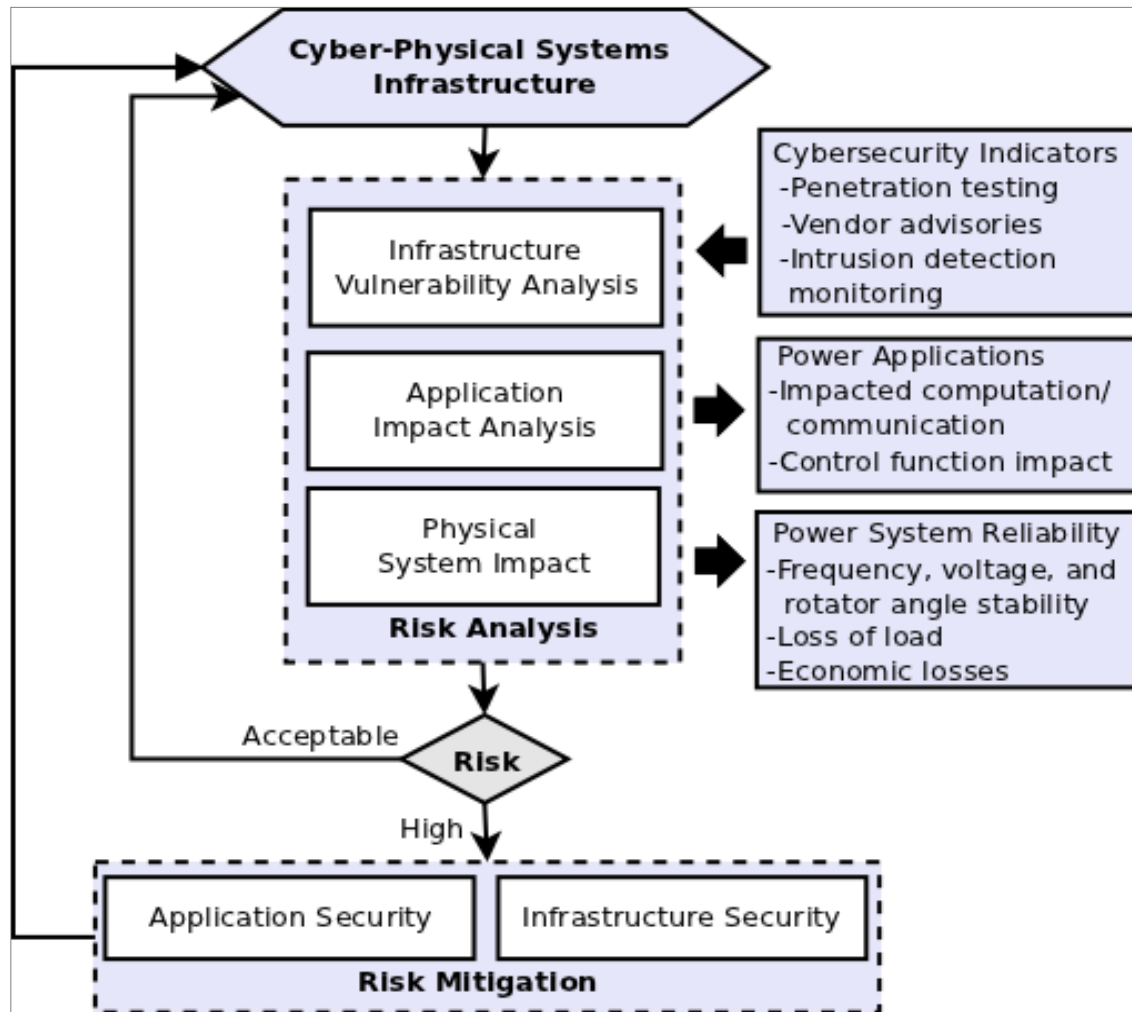 Cyber-Physical Systems
Infrastructure
Cybersecurity Indicators
-Penetration testing
-Vendor advisories
-Intrusion detection
monitoring
Infrastructure
Vulnerability Analysis
Power Applications
-Impacted computation/
communication
-Control function impact
Application
Impact Analysis
Power System Reliability
-Frequency, voltage, and
rotator angle stability
-Loss of load
-Economic losses
Physical
System Impact
Risk Analysis
Acceptable
Risk
High
Application Security
Infrastructure Security
Risk Mitigation